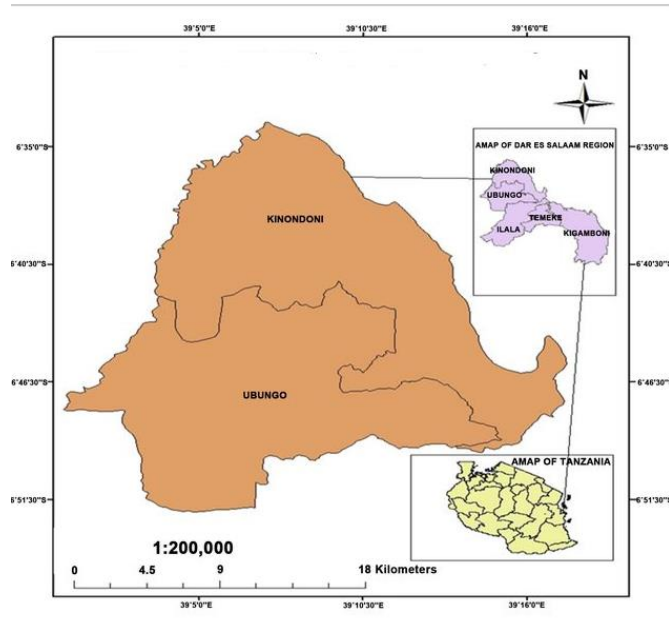 39°5'0"E 39°10'30"E 39°16'0"E
N
6°35'0"S 6°35'0"S
AMAP OF DAR ES SALAAM REGION
KINONDONI
UBUNGO
TEMEKE
ILALA
KIGAMBONI
KINONDONI
6°40'30"S 6°40'30"S
6°46'30"S 6°46'30"S
UBUNGO
AMAP OF TANZANIA
6°51'30"S 6°51'30"S
1:200,000
0 4.5 9 18 Kilometers
39°5'0"E 39°10'30"E 39°16'0"E